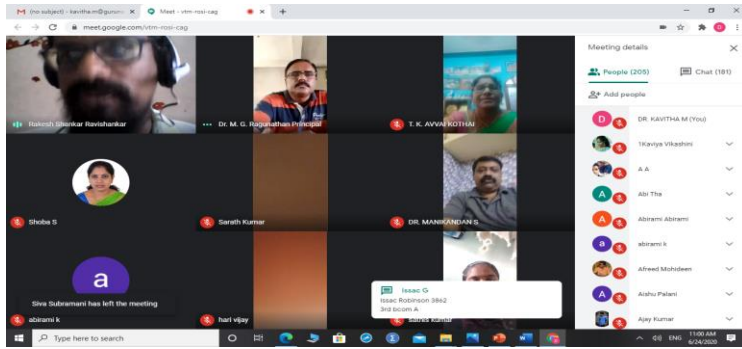 (no subject) - kavitha.m@gurun
Meet - vtm-rosi-cag
meet.google.com/vtm-rosi-cag
Rakesh Shankar Ravishankar
Dr. M. G. Ragunathan Principal
T. K. AVVAI KOTHAI
Shoba S
Sarath Kumar
DR. MANIKANDAN S
a
Siva Subramani has left the meeting
abirami k
hari vijay
Issac G
Issac Robinson 3862
3rd bcom A
Meeting details
People (205)
Chat (181)
Add people
D
DR. KAVITHA M (You)
1Kaviya Vikashini
A A
A
Abi Tha
A
Abirami Abirami
a
abirami k
Afreed Mohideen
A
Aishu Palani
Ajay Kumar
Type here to search
ENG
11:00 AM
6/24/2020